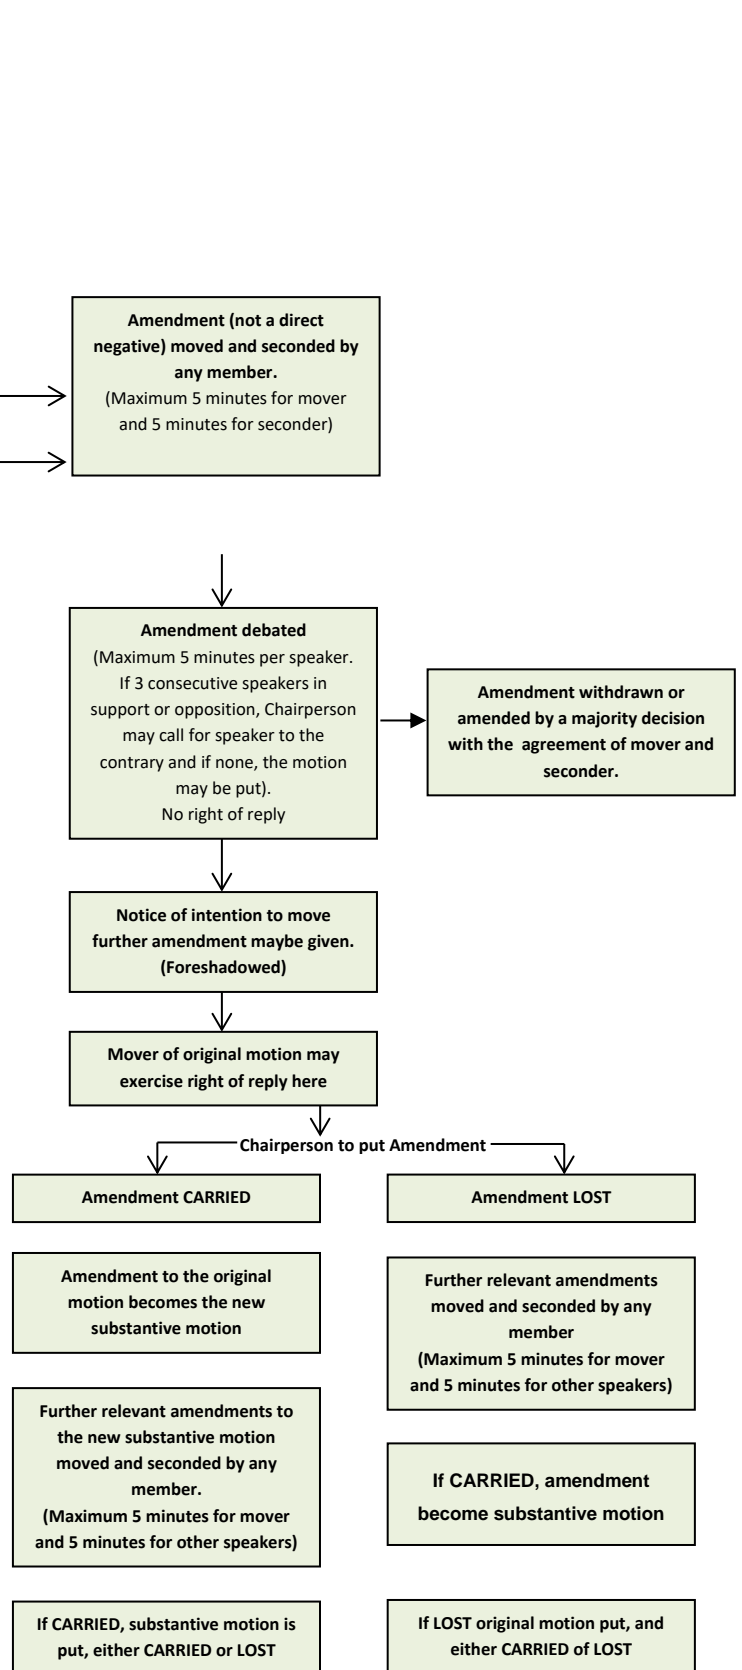 Amendment (not a direct
negative) moved and seconded by
any member.
(Maximum 5 minutes for mover
and 5 minutes for seconder)
Amendment debated
(Maximum 5 minutes per speaker.
If 3 consecutive speakers in
support or opposition, Chairperson
may call for speaker to the
contrary and if none, the motion
may be put).
No right of reply
Amendment withdrawn or
amended by a majority decision
with the  agreement of mover and
seconder.
Notice of intention to move
further amendment maybe given.
(Foreshadowed)
Mover of original motion may
exercise right of reply here
Chairperson to put Amendment
Amendment CARRIED
Amendment to the original
motion becomes the new
substantive motion
Further relevant amendments to
the new substantive motion
moved and seconded by any
member.
(Maximum 5 minutes for mover
and 5 minutes for other speakers)
If CARRIED, substantive motion is
put, either CARRIED or LOST
Amendment LOST
Further relevant amendments
moved and seconded by any
member
(Maximum 5 minutes for mover
and 5 minutes for other speakers)
If CARRIED, amendment
become substantive motion
If LOST original motion put, and
either CARRIED of LOST